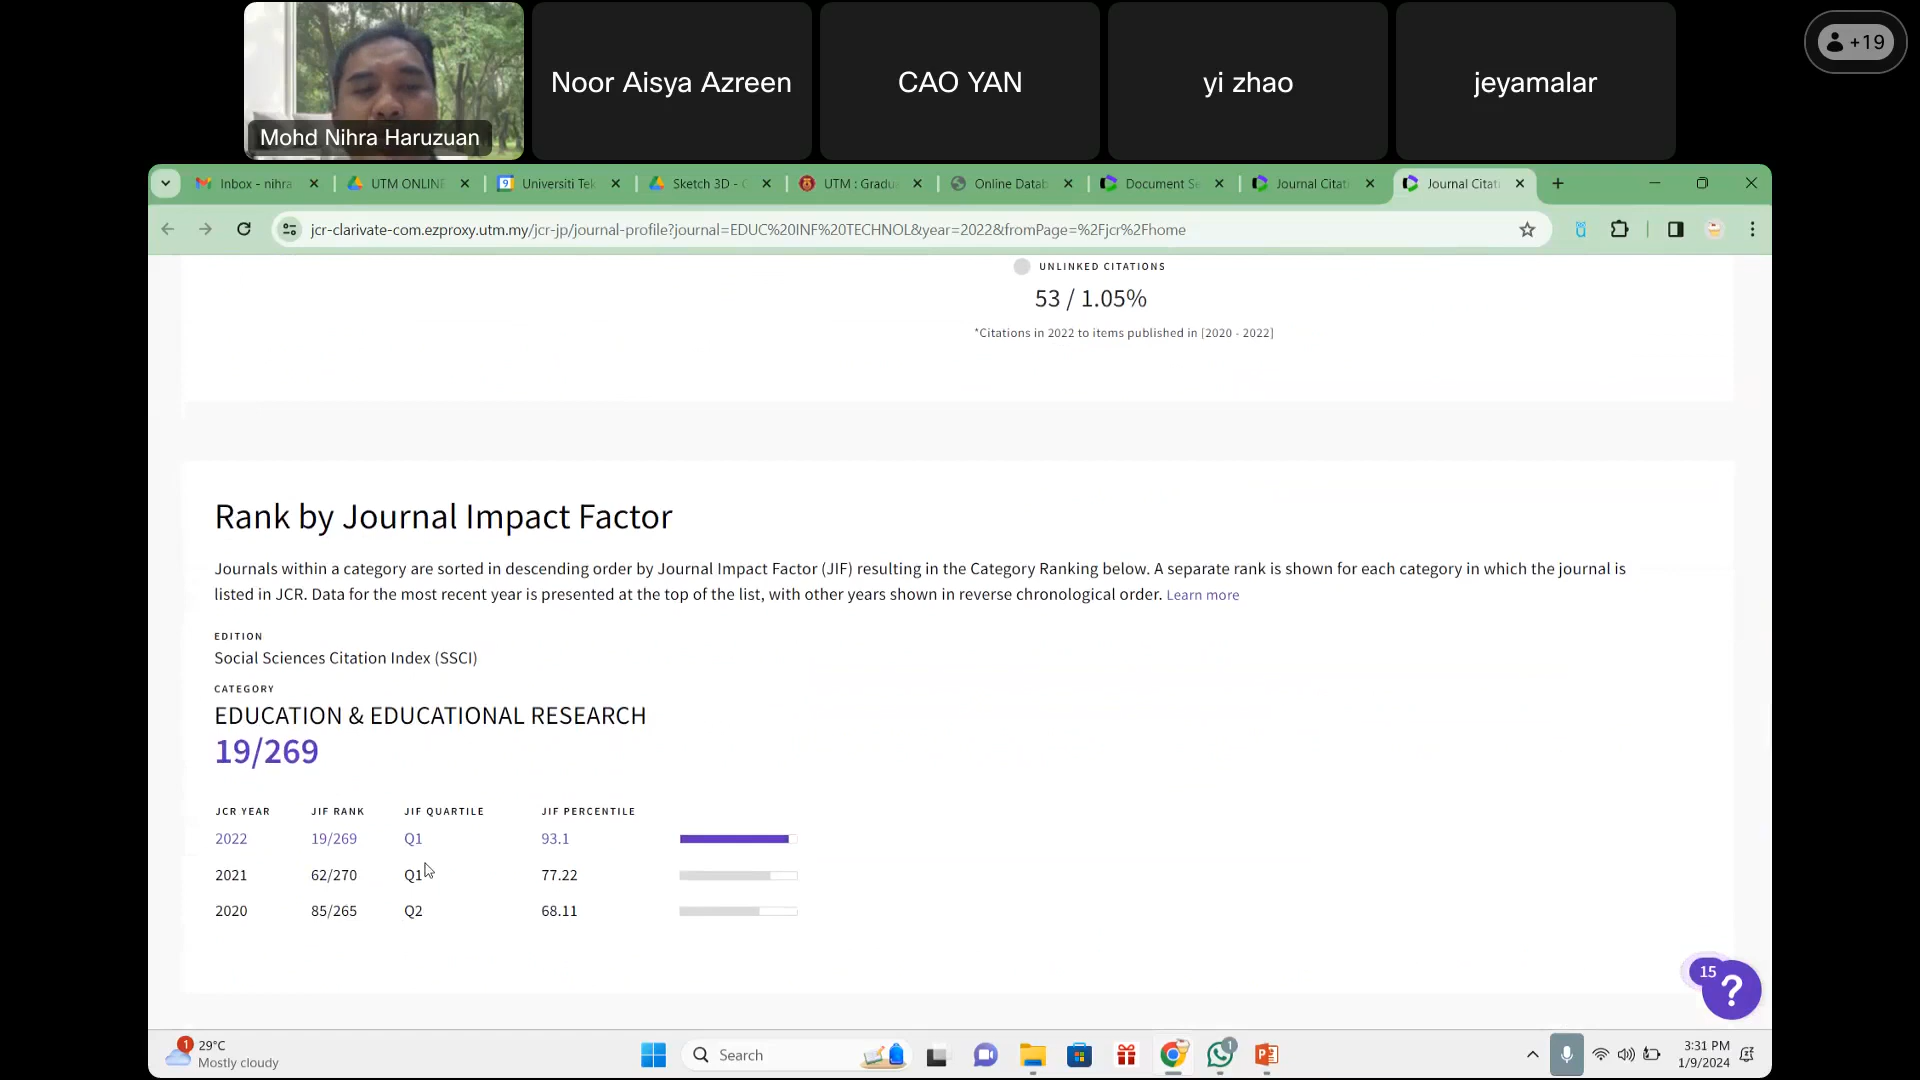 Mohd Nihra Haruzuan
Noor Aisya Azreen
CAO YAN
yi zhao
jeyamalar
+19
Inbox - nihra
UTM ONLINE
Universiti Tek
Sketch 3D -
UTM : Gradu
Online Datab
Document Se
Journal Citat
Journal Citat
jcr-clarivate-com.ezproxy.utm.my/jcr-jp/journal-profile?journal=EDUC%20INF%20TECHNOL&year=2022&fromPage=%2Fjcr%2Fhome
UNLINKED CITATIONS
53 / 1.05%
*Citations in 2022 to items published in [2020 - 2022]
Rank by Journal Impact Factor
Journals within a category are sorted in descending order by Journal Impact Factor (JIF) resulting in the Category Ranking below. A separate rank is shown for each category in which the journal is
listed in JCR. Data for the most recent year is presented at the top of the list, with other years shown in reverse chronological order. Learn more
EDITION
Social Sciences Citation Index (SSCI)
CATEGORY
EDUCATION & EDUCATIONAL RESEARCH
19/269
JCR YEAR JIF RANK JIF QUARTILE JIF PERCENTILE
2022 19/269 Q1 93.1
2021 62/270 Q1 77.22
2020 85/265 Q2 68.11
15
?
1
29°C
Mostly cloudy
Search
1
3:31 PM
1/9/2024